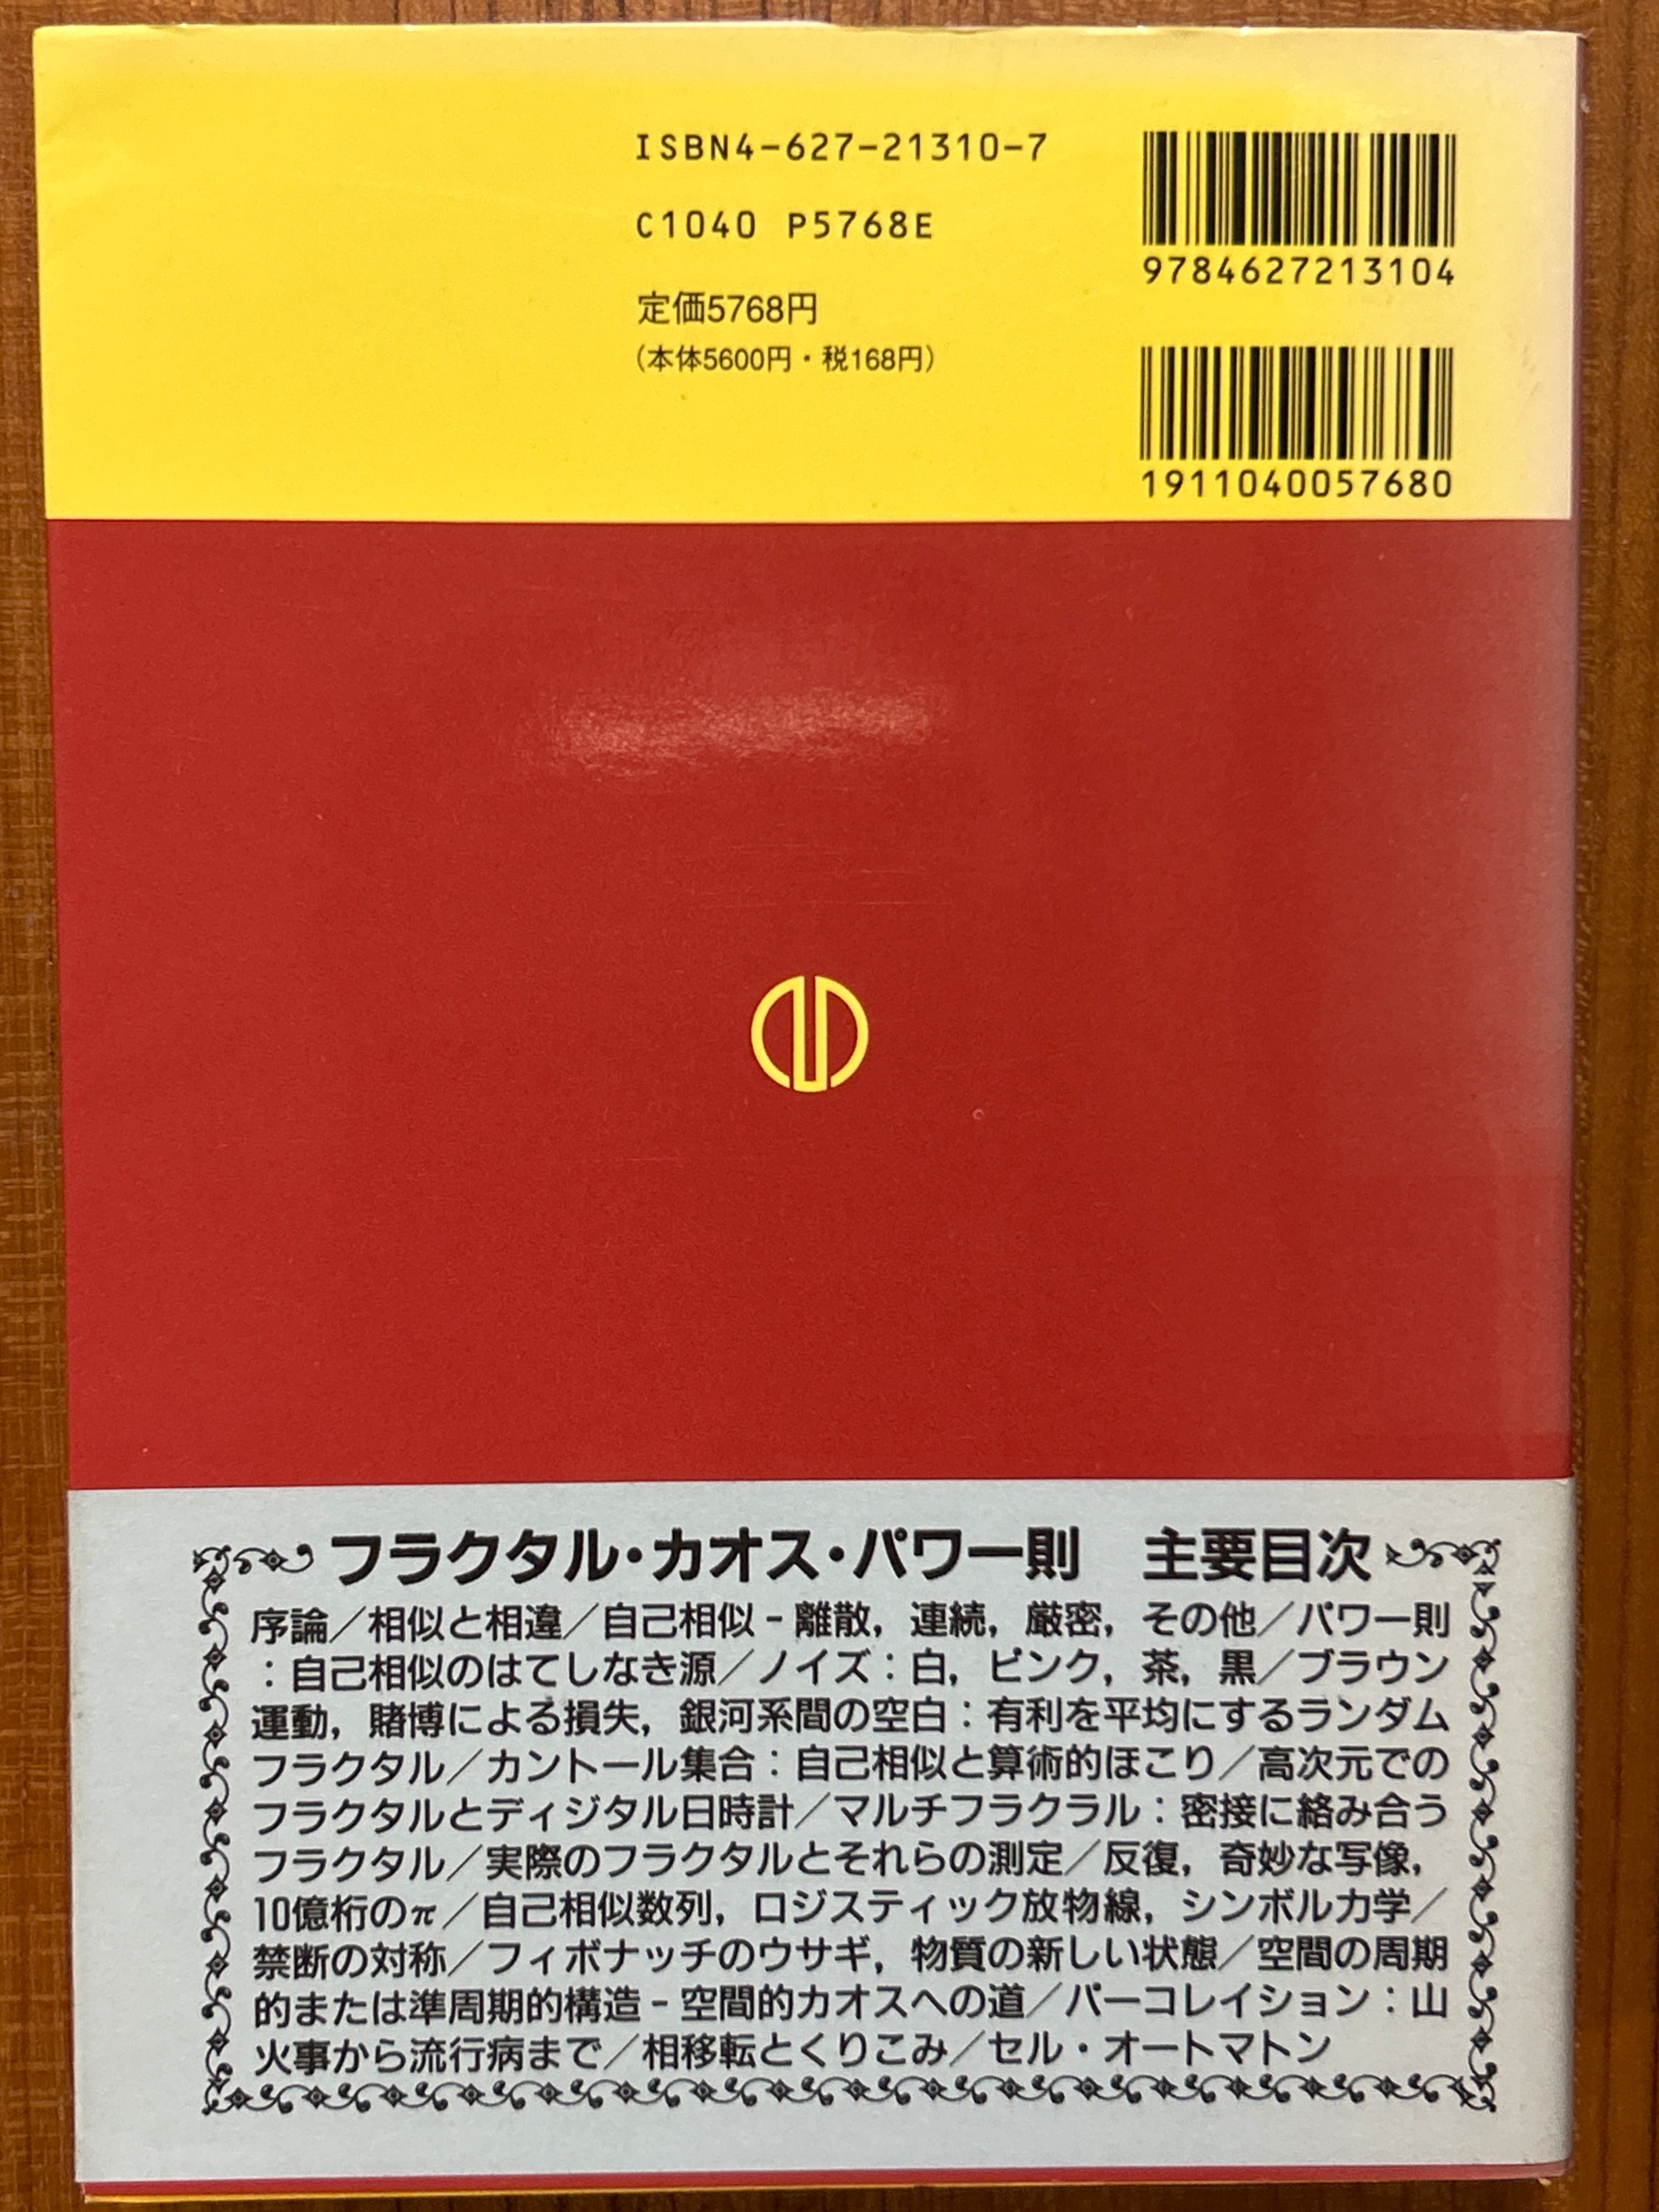 ISBN4-627-21310-7
C1040 P5768E
定価5768円
(本体5600円・税168円)
9784627213104
1911040057680
フラクタル・カオス・パワー則 主要目次
序論／相似と相違／自己相似-離散，連続，厳密，その他／パワー則
：自己相似のはてしなき源／ノイズ：白，ピンク，茶，黒／ブラウン
運動，賭博による損失，銀河系間の空白：有利を平均にするランダム
フラクタル／カントール集合：自己相似と算術的ほこり／高次元での
フラクタルとディジタル日時計／マルチフラクラル：密接に絡み合う
フラクタル／実際のフラクタルとそれらの測定／反復，奇妙な写像，
10億桁のπ／自己相似数列，ロジスティック放物線，シンボル力学／
禁断の対称／フィボナッチのウサギ，物質の新しい状態／空間の周期
的または準周期的構造-空間的カオスへの道／パーコレイション：山
火事から流行病まで／相移転とくりこみ／セル・オートマトン